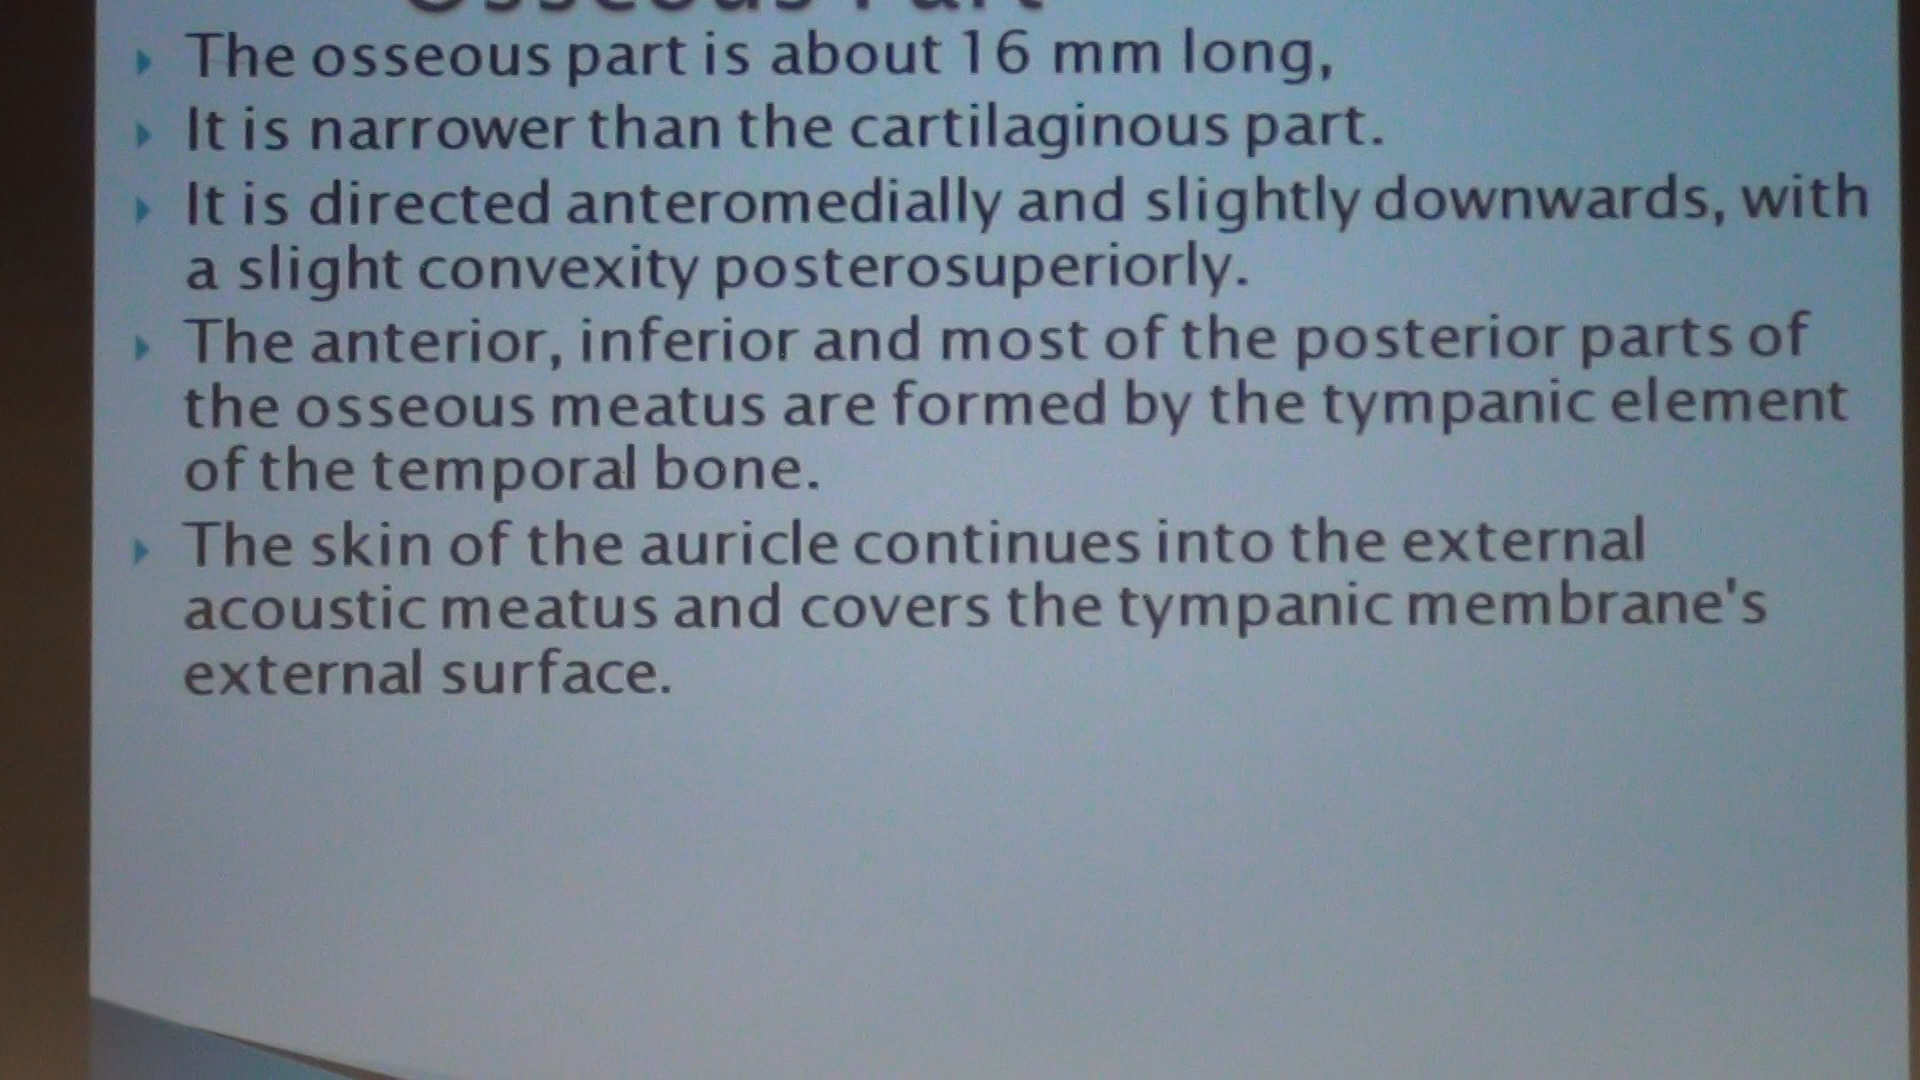 Osseous Part
The osseous part is about 16 mm long,
It is narrower than the cartilaginous part.
It is directed anteromedially and slightly downwards, with
a slight convexity posterosuperiorly.
The anterior, inferior and most of the posterior parts of
the osseous meatus are formed by the tympanic element
of the temporal bone.
The skin of the auricle continues into the external
acoustic meatus and covers the tympanic membrane's
external surface.